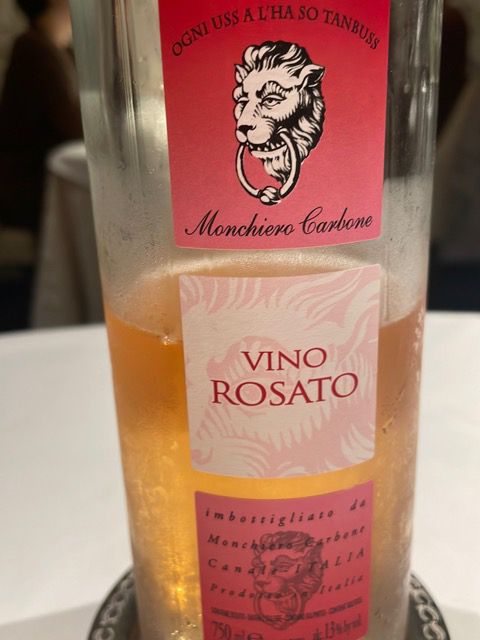 OGNI USS A L'HA SO TANBUSS
Monchiero Carbone
VINO
ROSATO
imbottigliato da
Monchiero Carbone
Canale - ITALIA
Prodotto in Italia
750 ml e 13% vol